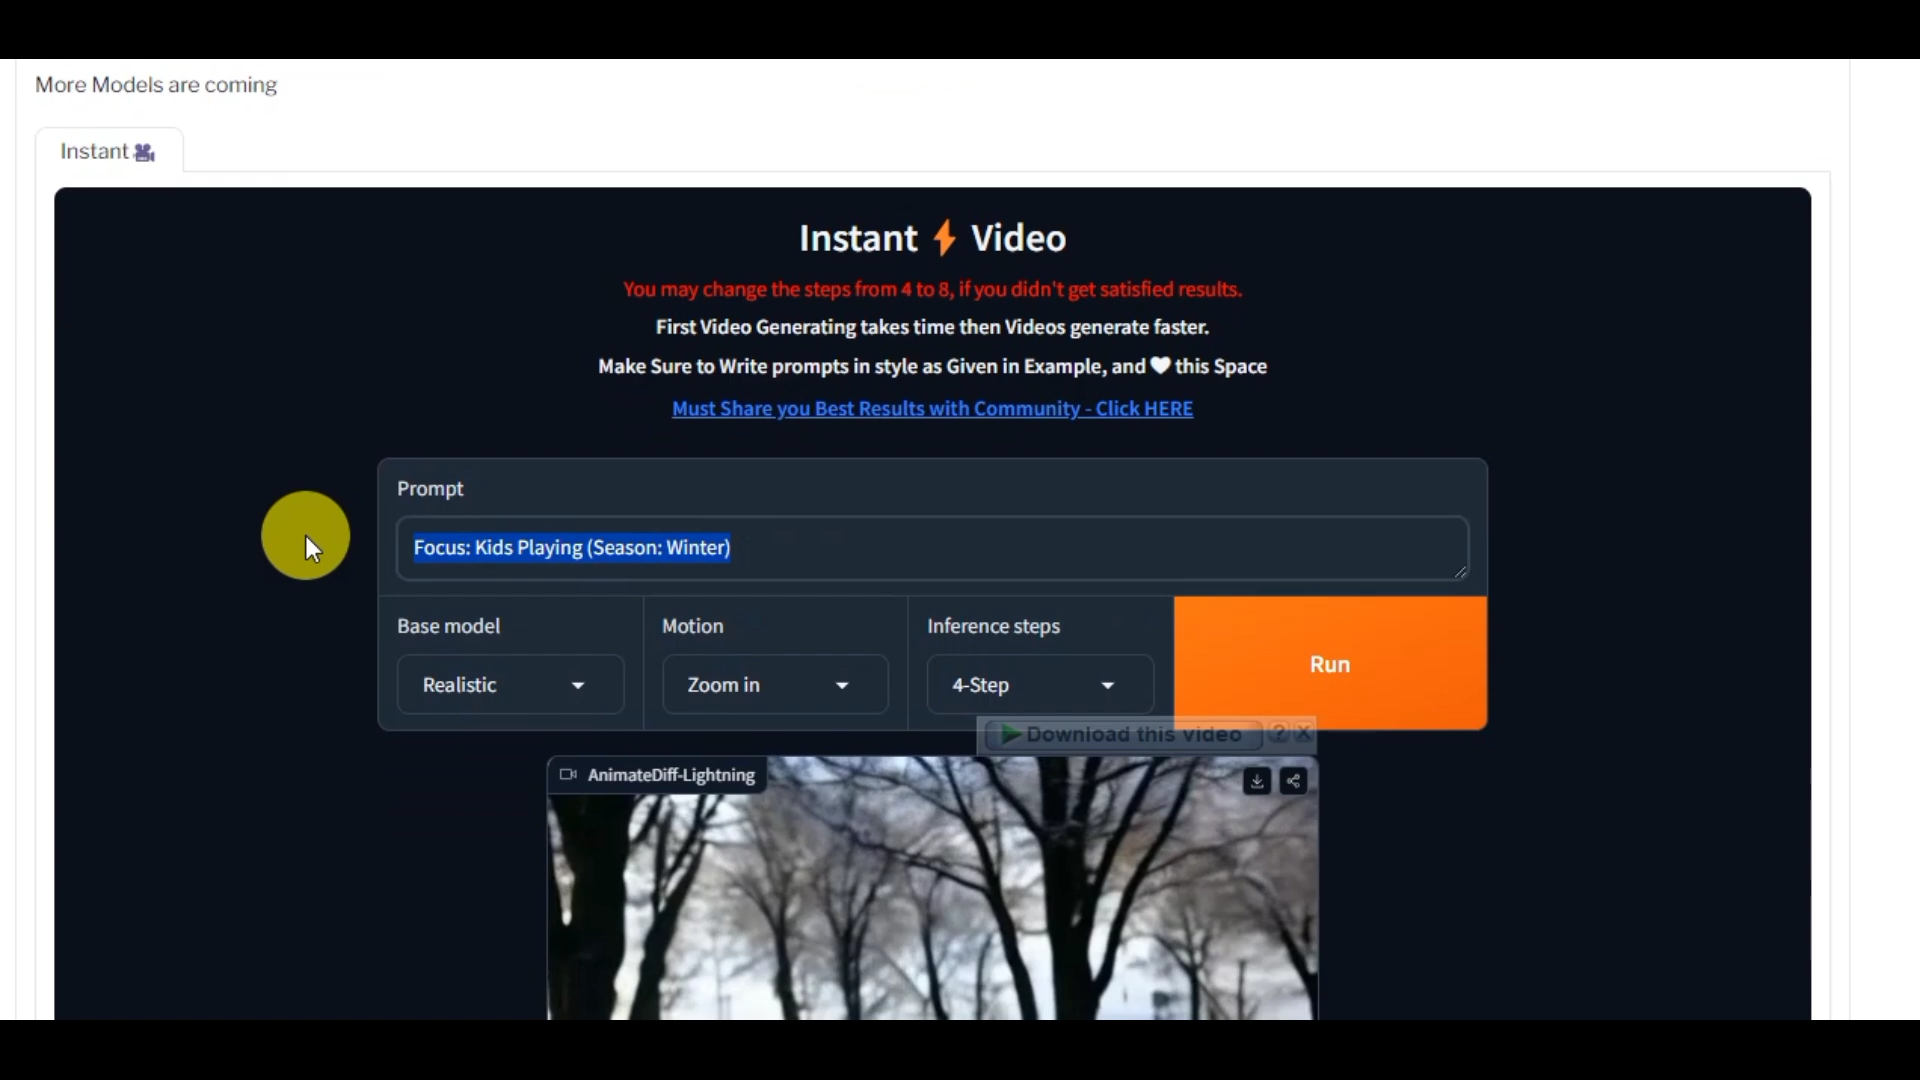 More Models are coming
Instant
Instant ⚡ Video
You may change the steps from 4 to 8, if you didn't get satisfied results.
First Video Generating takes time then Videos generate faster.
Make Sure to Write prompts in style as Given in Example, and 🤍 this Space
Must Share you Best Results with Community - Click HERE
Prompt
Focus: Kids Playing (Season: Winter)
Base model
Motion
Inference steps
Realistic
Zoom in
4-Step
Run
Download this video ? X
AnimateDiff-Lightning